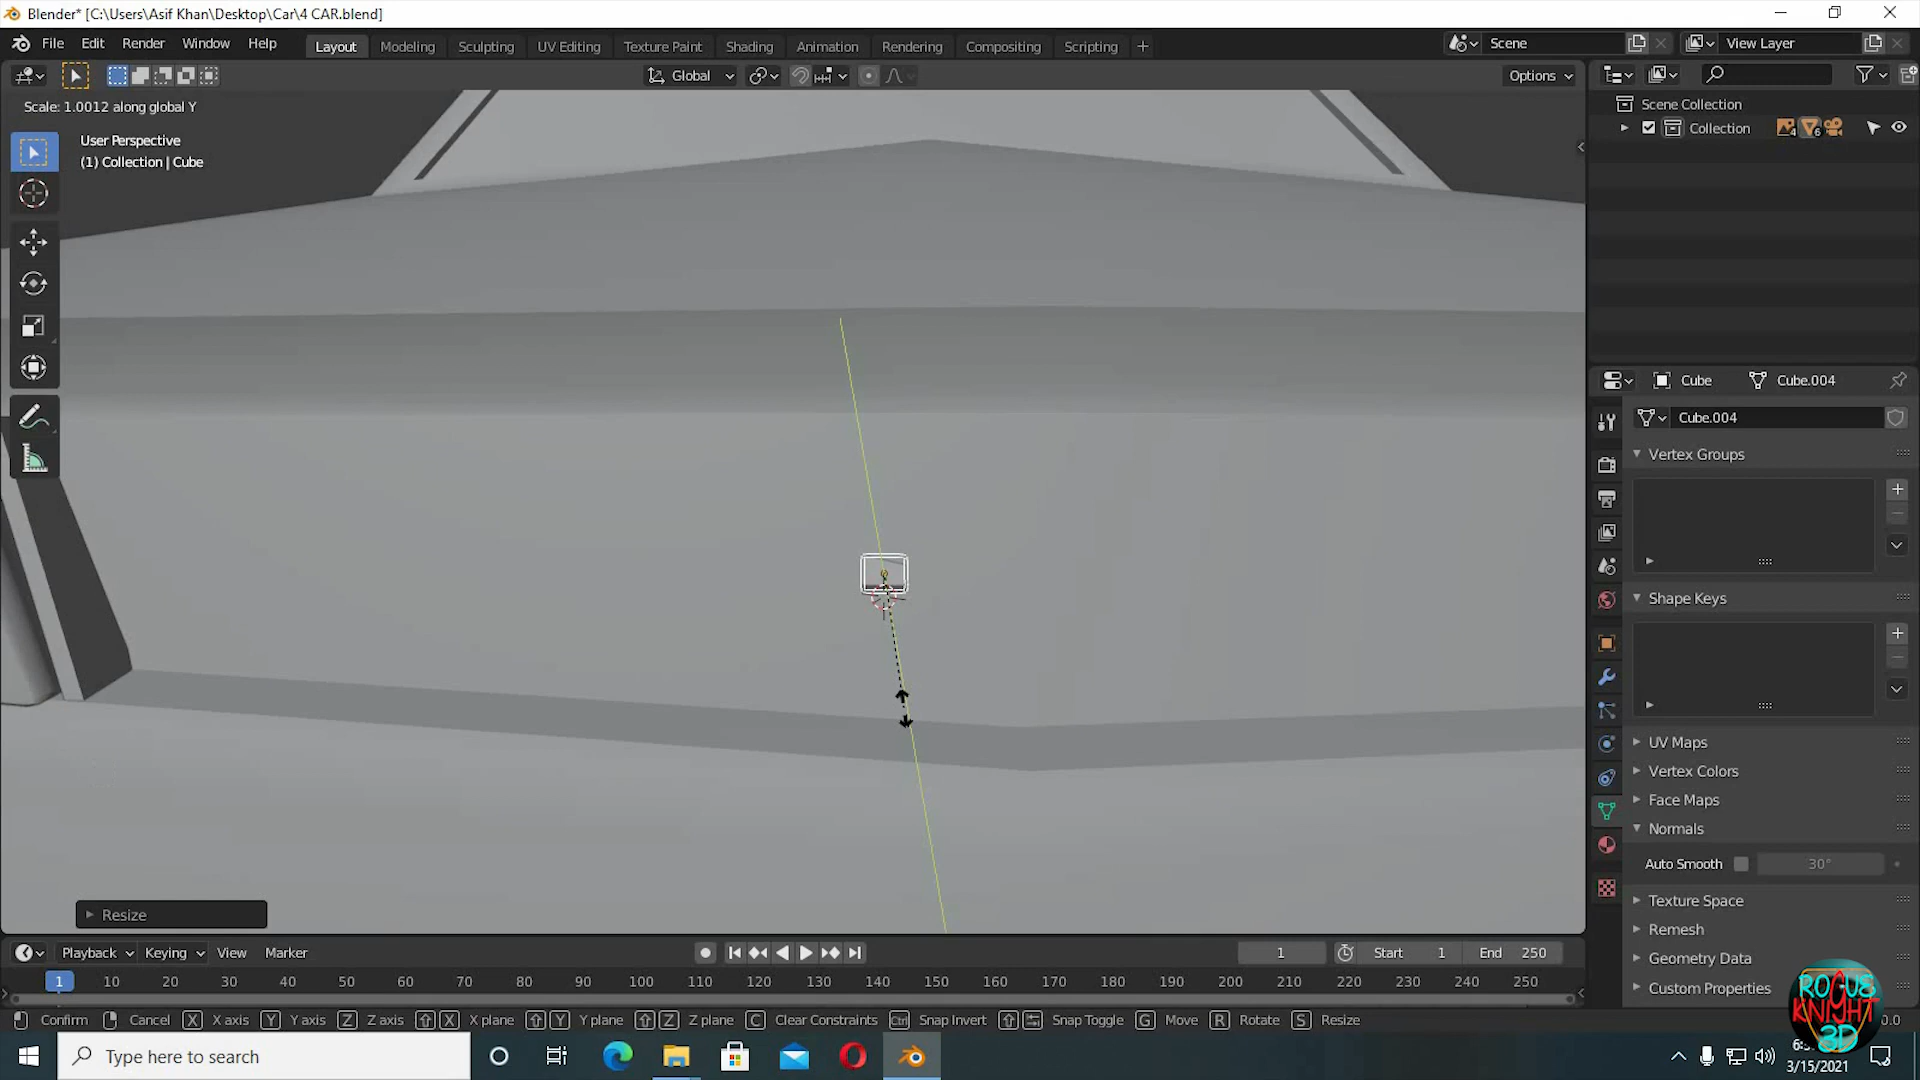 Blender* [C:\Users\Asif Khan\Desktop\Car\4 CAR.blend]
File Edit Render Window Help Layout Modeling Sculpting UV Editing Texture Paint Shading Animation Rendering Compositing Scripting + Scene View Layer
Global Options
Scale: 1.0012 along global Y
User Perspective
(1) Collection | Cube
Scene Collection
Collection 4 6
Cube Cube.004
Cube.004
Vertex Groups
Shape Keys
UV Maps
Vertex Colors
Face Maps
Normals
Auto Smooth 30°
Texture Space
Remesh
Geometry Data
Custom Properties
Resize
Playback Keying View Marker 1 Start 1 End 250
1 10 20 30 40 50 60 70 80 90 100 110 120 130 140 150 160 170 180 190 200 210 220 230 240 250
Confirm Cancel X X axis Y Y axis Z Z axis X X plane Y Y plane Z Z plane C Clear Constraints Ctrl Snap Invert Snap Toggle G Move R Rotate S Resize
ROGUE
KNIGHT
3D
Type here to search
3/15/2021